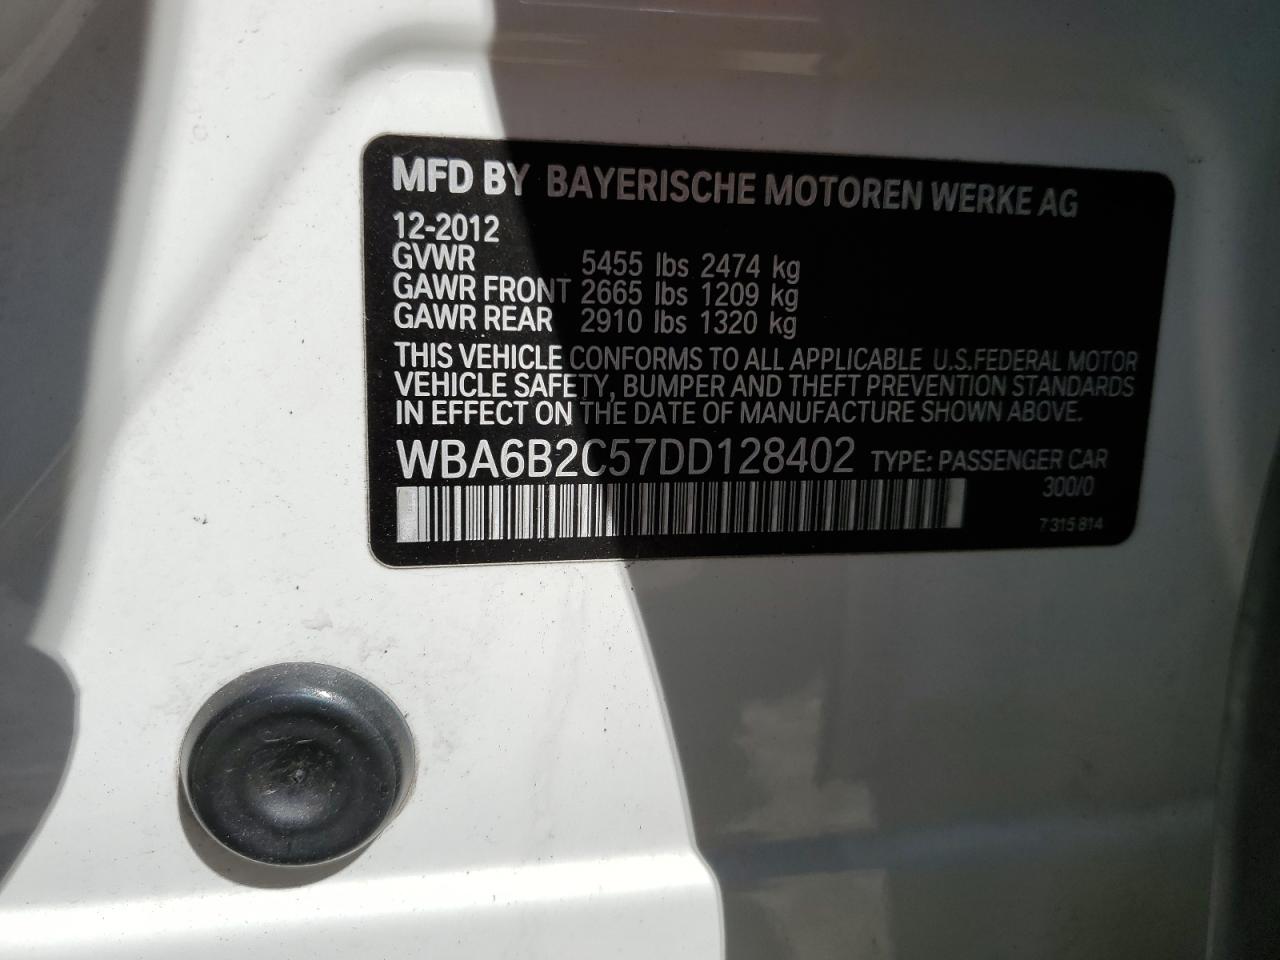 MFD BY BAYERISCHE MOTOREN WERKE AG
12-2012
GVWR 5455 lbs 2474 kg
GAWR FRONT 2665 lbs 1209 kg
GAWR REAR 2910 lbs 1320 kg
THIS VEHICLE CONFORMS TO ALL APPLICABLE U.S.FEDERAL MOTOR
VEHICLE SAFETY, BUMPER AND THEFT PREVENTION STANDARDS
IN EFFECT ON THE DATE OF MANUFACTURE SHOWN ABOVE.
WBA6B2C57DD128402 TYPE: PASSENGER CAR
300/0
7 315 814